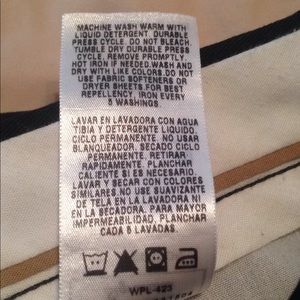 MACHINE WASH WARM WITH
LIQUID DETERGENT. DURABLE
PRESS CYCLE. DO NOT BLEACH.
TUMBLE DRY DURABLE PRESS
CYCLE. REMOVE PROMPTLY.
HOT IRON IF NEEDED. WASH AND
DRY WITH LIKE COLORS. DO NOT
USE FABRIC SOFTENERS OR
DRYER SHEETS FOR BEST
REPELLENCY, IRON EVERY
5 WASHINGS.
LAVAR EN LAVADORA CON AGUA
TIBIA Y DETERGENTE LIQUIDO.
CICLO PERMANENTE. NO USAR
BLANQUEADOR. SECADO CICLO
PERMANENTE. RETIRAR
RAPIDAMENTE. PLANCHAR
CALIENTE SI ES NECESARIO.
LAVAR Y SECAR CON COLORES
SIMILARES. NO USE SUAVIZANTE
DE TELA EN LA LAVADORA NI
EN LA SECADORA. PARA MAYOR
IMPERMEABILIDAD, PLANCHAR
CADA 5 LAVADAS.
WPL-423